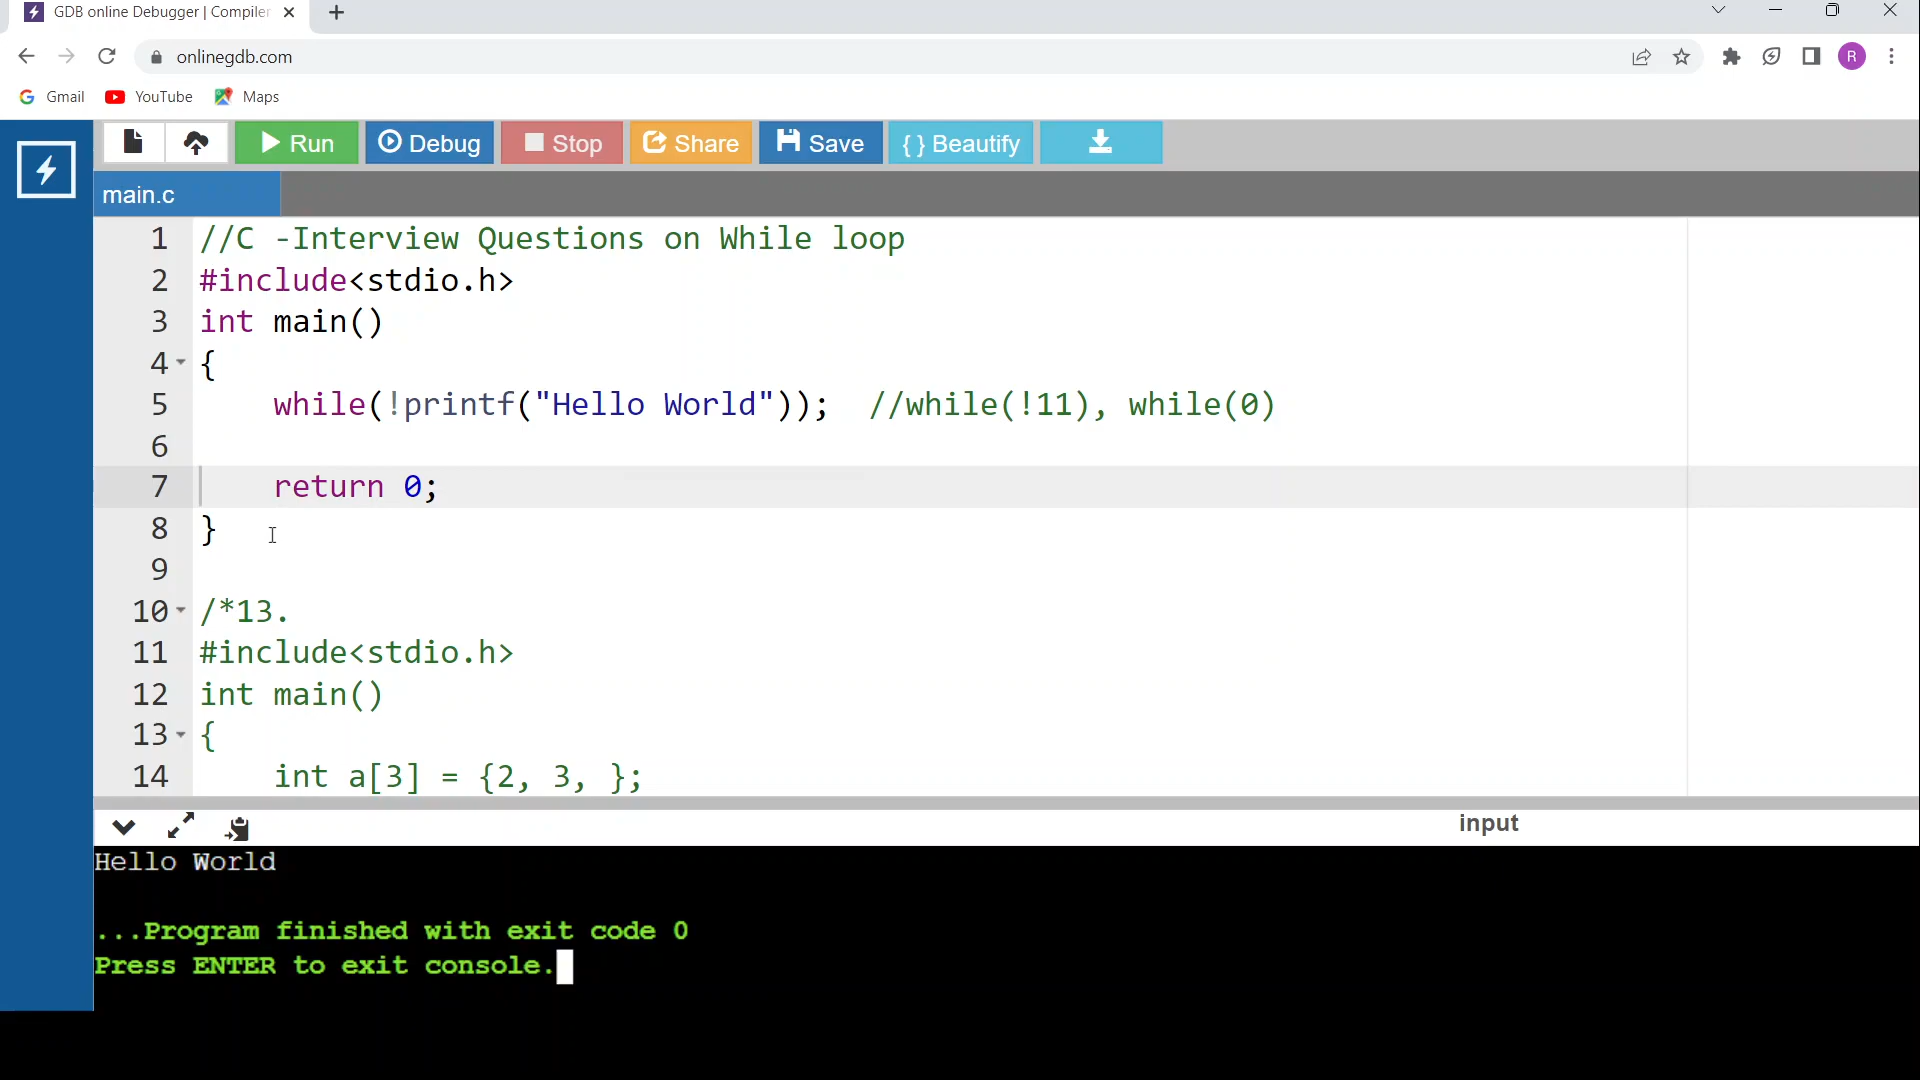 GDB online Debugger | Compiler
onlinegdb.com
R
Gmail YouTube Maps
Run Debug Stop Share Save { } Beautify
main.c
1 //C -Interview Questions on While loop
2 #include<stdio.h>
3 int main()
4 {
5     while(!printf("Hello World"));  //while(!11), while(0)
6
7     return 0;
8 }
9
10 /*13.
11 #include<stdio.h>
12 int main()
13 {
14     int a[3] = {2, 3, };
input
Hello World
...Program finished with exit code 0
Press ENTER to exit console.